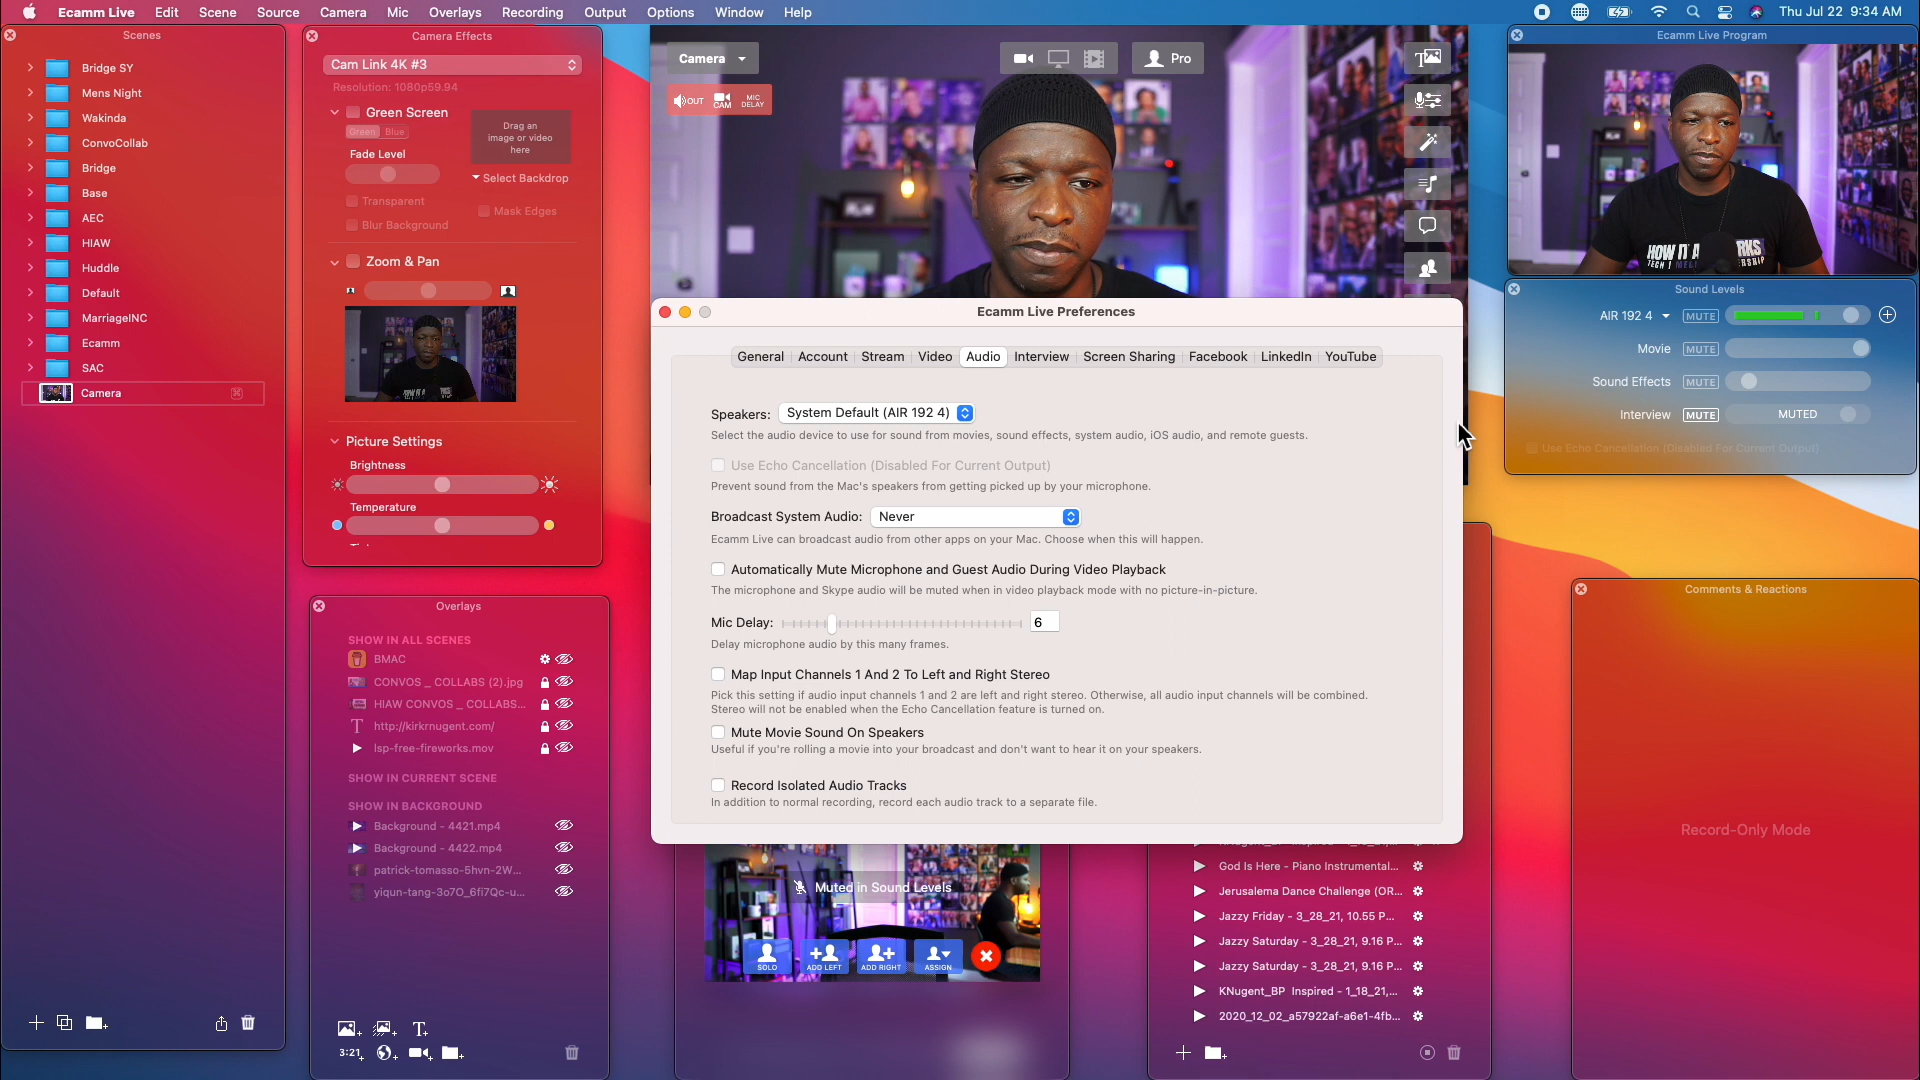 Ecamm Live Edit Scene Source Camera Mic Overlays Recording Output Options Window Help
Thu Jul 22 9:34 AM
Scenes
Bridge SY
Mens Night
Wakinda
ConvoCollab
Bridge
Base
AEC
HIAW
Huddle
Default
MarriageINC
Ecamm
SAC
Camera
Camera Effects
Cam Link 4K #3
Resolution: 1080p59.94
Green Screen
Green Blue
Fade Level
Drag an
image or video
here
Select Backdrop
Transparent
Mask Edges
Blur Background
Zoom & Pan
Picture Settings
Brightness
Temperature
Overlays
SHOW IN ALL SCENES
BMAC
CONVOS _ COLLABS (2).jpg
HIAW CONVOS _ COLLABS...
http://kirkrnugent.com/
lsp-free-fireworks.mov
SHOW IN CURRENT SCENE
SHOW IN BACKGROUND
Background - 4421.mp4
Background - 4422.mp4
patrick-tomasso-5hvn-2W...
yiqun-tang-3o7O_6fi7Qc-u...
3:21
Camera
Pro
OUT CAM MIC DELAY
Ecamm Live Preferences
General Account Stream Video Audio Interview Screen Sharing Facebook LinkedIn YouTube
Speakers: System Default (AIR 192 4)
Select the audio device to use for sound from movies, sound effects, system audio, iOS audio, and remote guests.
Use Echo Cancellation (Disabled For Current Output)
Prevent sound from the Mac's speakers from getting picked up by your microphone.
Broadcast System Audio: Never
Ecamm Live can broadcast audio from other apps on your Mac. Choose when this will happen.
Automatically Mute Microphone and Guest Audio During Video Playback
The microphone and Skype audio will be muted when in video playback mode with no picture-in-picture.
Mic Delay: 6
Delay microphone audio by this many frames.
Map Input Channels 1 And 2 To Left and Right Stereo
Pick this setting if audio input channels 1 and 2 are left and right stereo. Otherwise, all audio input channels will be combined.
Stereo will not be enabled when the Echo Cancellation feature is turned on.
Mute Movie Sound On Speakers
Useful if you're rolling a movie into your broadcast and don't want to hear it on your speakers.
Record Isolated Audio Tracks
In addition to normal recording, record each audio track to a separate file.
Muted in Sound Levels
SOLO ADD LEFT ADD RIGHT ASSIGN
God Is Here - Piano Instrumental...
Jerusalema Dance Challenge (OR...
Jazzy Friday - 3_28_21, 10.55 P...
Jazzy Saturday - 3_28_21, 9.16 P...
Jazzy Saturday - 3_28_21, 9.16 P...
KNugent_BP Inspired - 1_18_21,...
2020_12_02_a57922af-a6e1-4fb...
Ecamm Live Program
HOW IT
Sound Levels
AIR 192 4 MUTE
Movie MUTE
Sound Effects MUTE
Interview MUTE MUTED
Use Echo Cancellation (Disabled For Current Output)
Comments & Reactions
Record-Only Mode